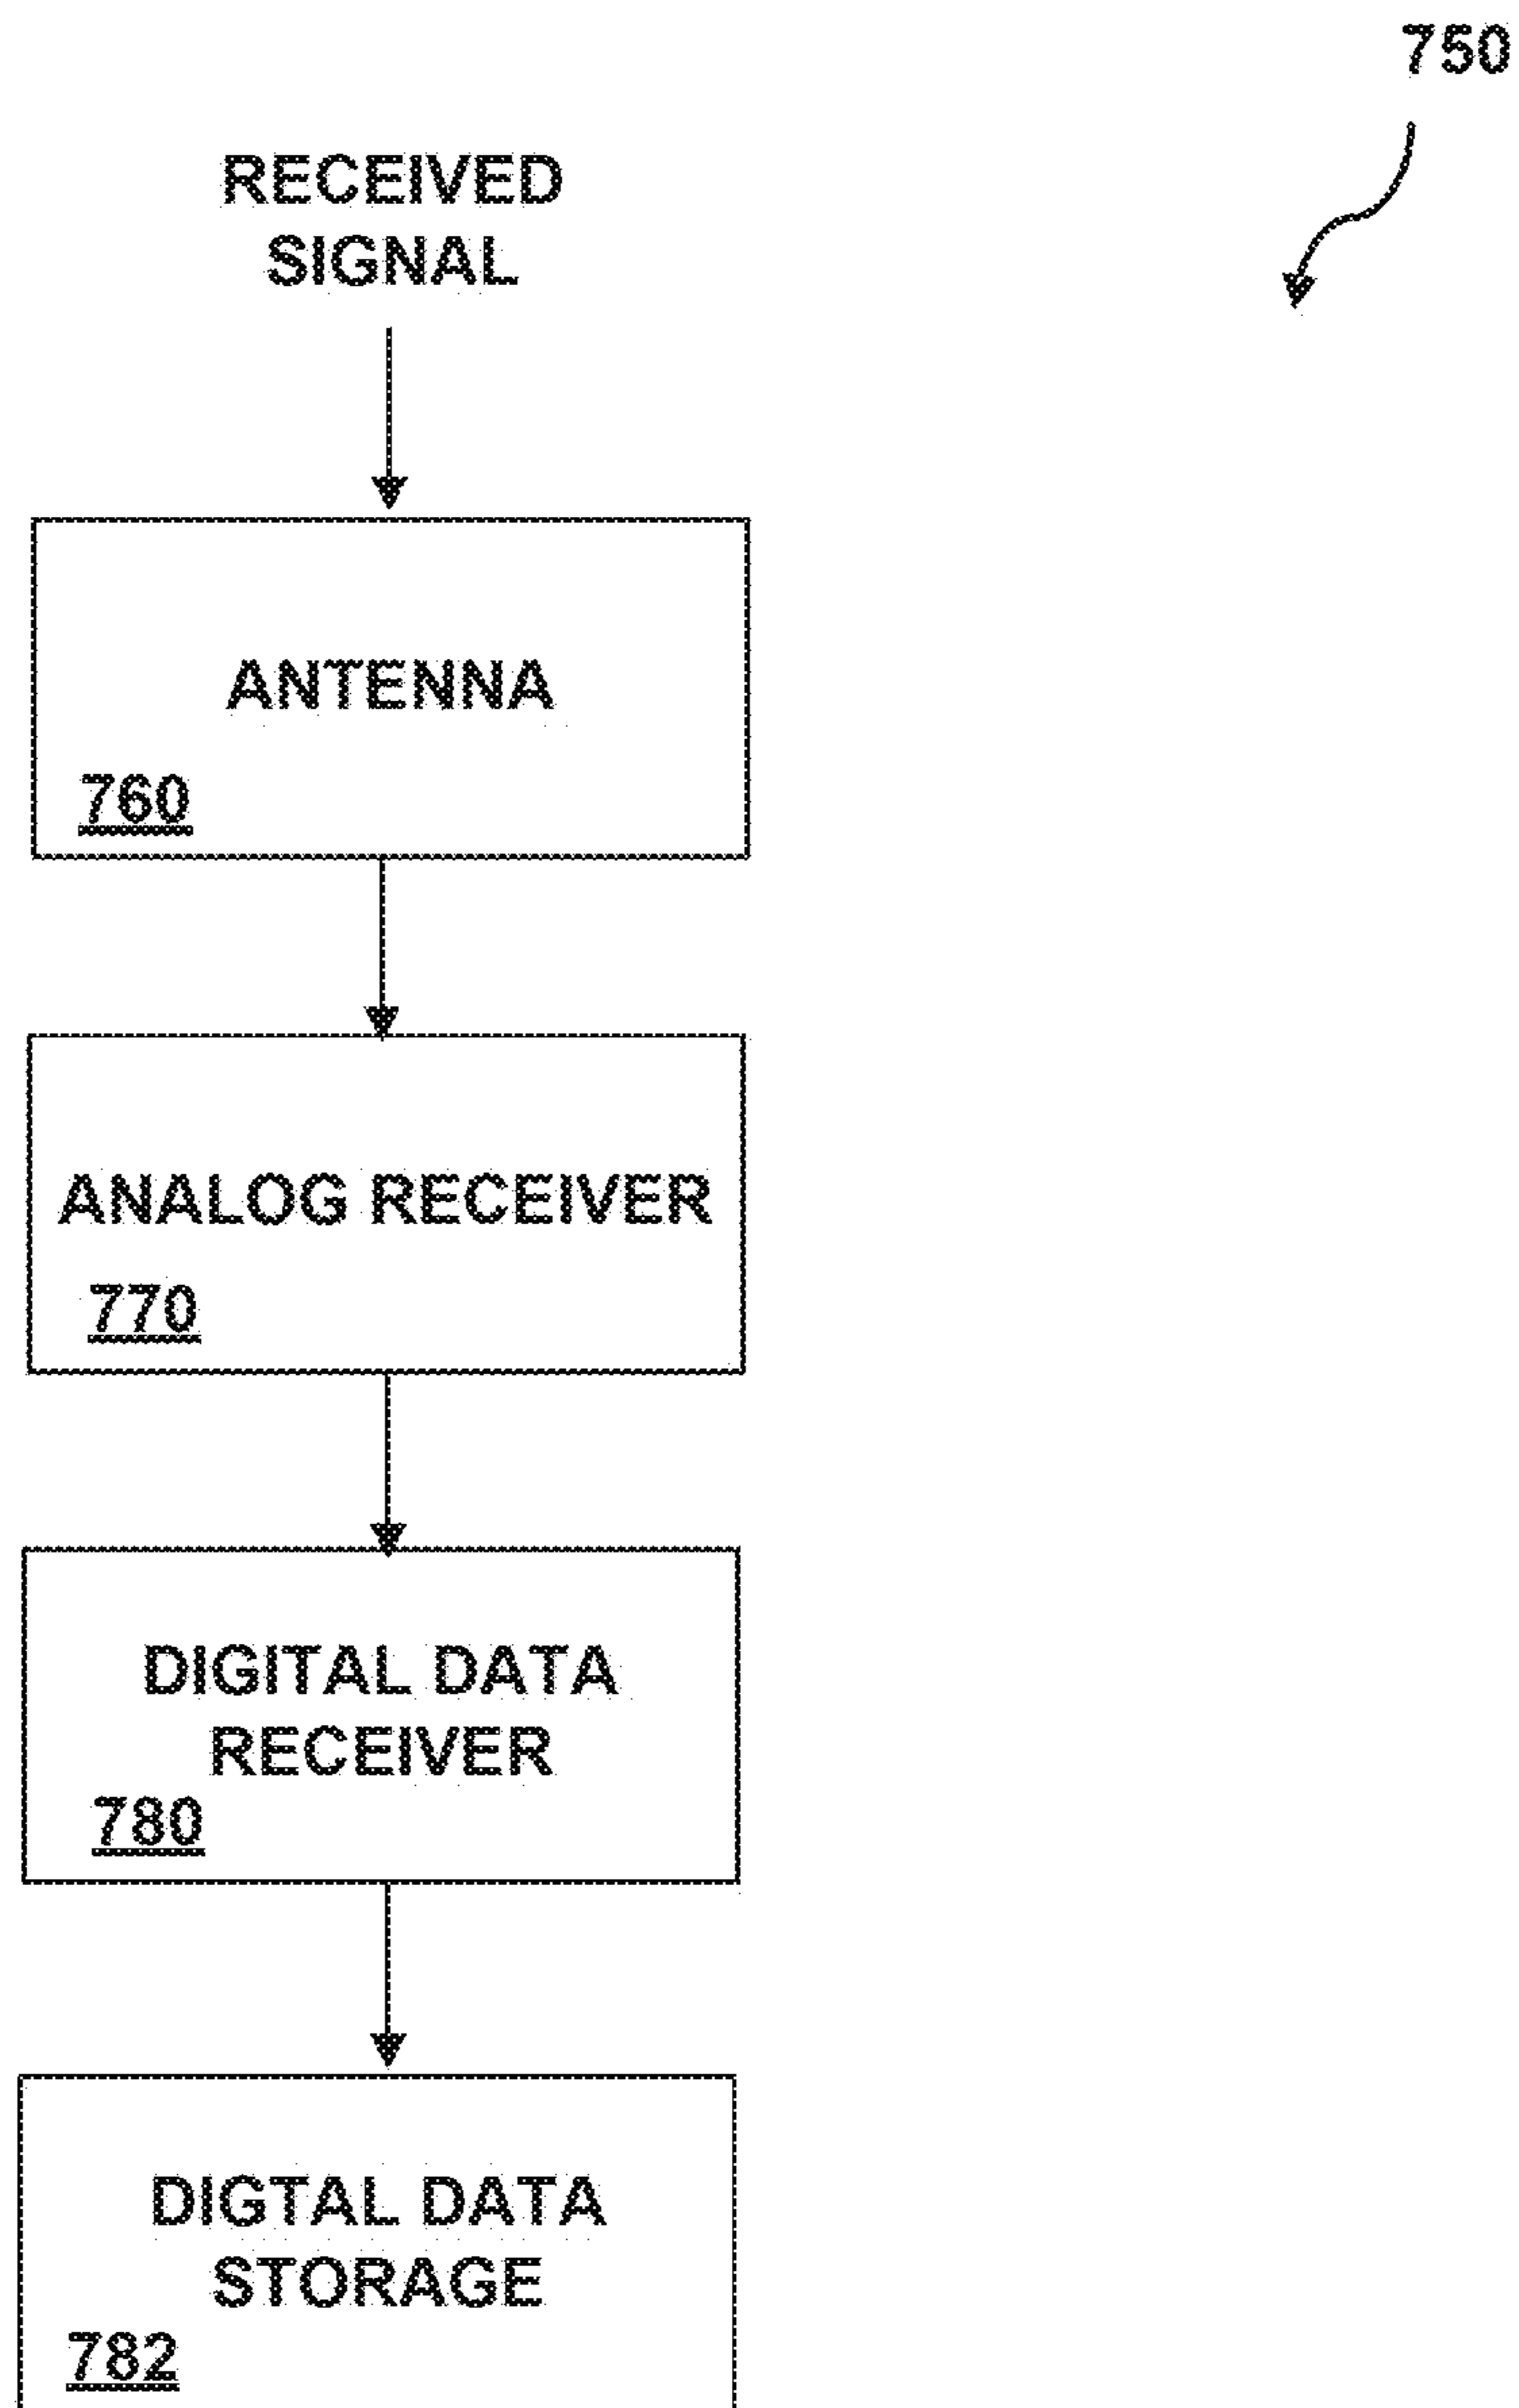 750
RECEIVED
SIGNAL
ANTENNA
760
ANALOG RECEIVER
770
DIGITAL DATA
RECEIVER
780
DIGTAL DATA
STORAGE
782